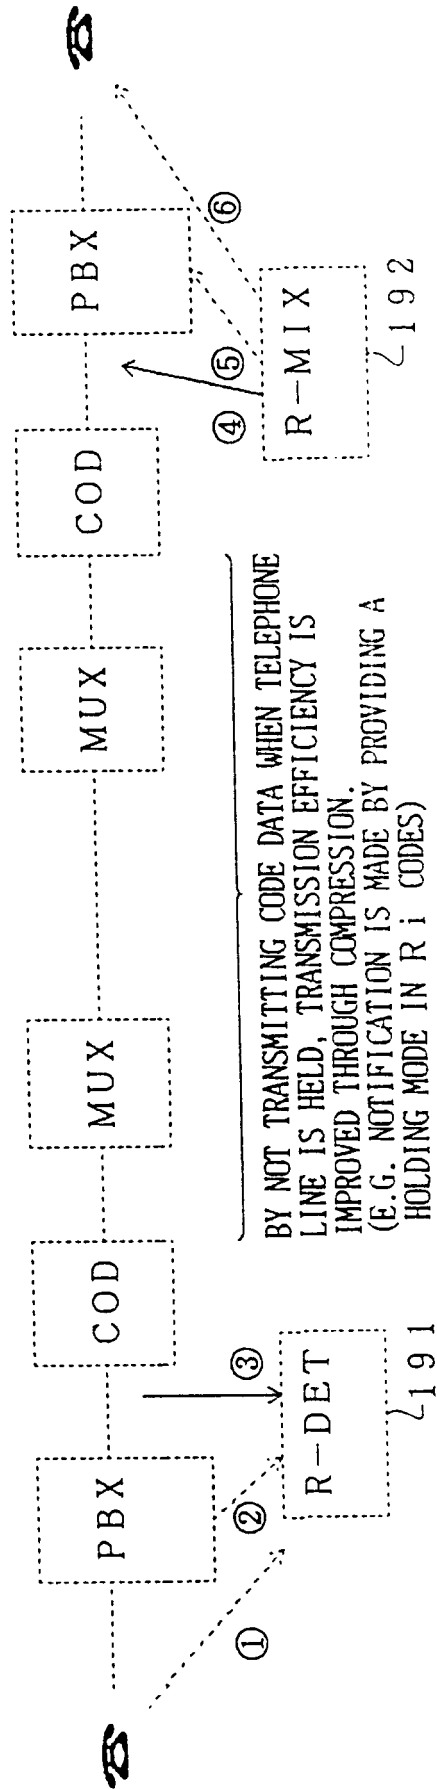 PBX
COD
MUX
MUX
COD
PBX
①
②
③
④
⑤
⑥
R-DET
191
R-MIX
192
BY NOT TRANSMITTING CODE DATA WHEN TELEPHONE
LINE IS HELD, TRANSMISSION EFFICIENCY IS
IMPROVED THROUGH COMPRESSION.
(E.G. NOTIFICATION IS MADE BY PROVIDING A
HOLDING MODE IN R i CODES)